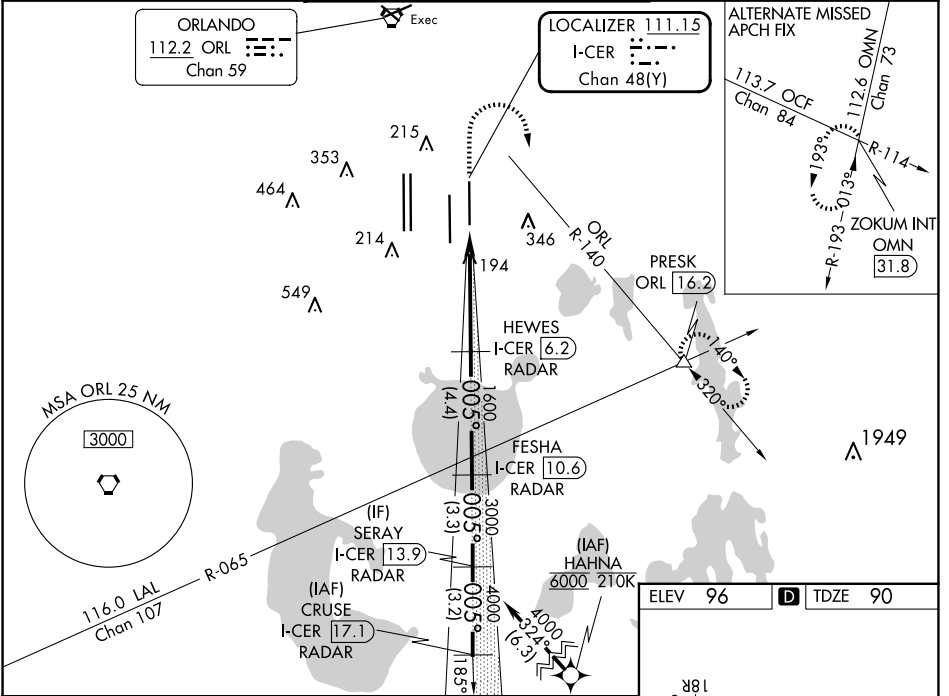 ORLANDO
112.2 ORL
Chan 59
Exec
LOCALIZER 111.15
I-CER
Chan 48(Y)
ALTERNATE MISSED
APCH FIX
113.7 OCF
Chan 84
112.6 OMN
Chan 73
R-114
193°
013°
R-193
ZOKUM INT
OMN
31.8
215
353
464
214
549
346
194
ORL
R-140
PRESK
ORL 16.2
140°
320°
HEWES
I-CER 6.2
RADAR
1600
005°
(4.4)
MSA ORL 25 NM
3000
FESHA
I-CER 10.6
RADAR
1949
3000
005°
(3.3)
(IF)
SERAY
I-CER 13.9
RADAR
R-065
116.0 LAL
Chan 107
(IAF)
CRUSE
I-CER 17.1
RADAR
4000
005°
(3.2)
185°
(IAF)
HAHNA
6000 210K
4000
324°
(6.3)
ELEV 96 D TDZE 90
18R